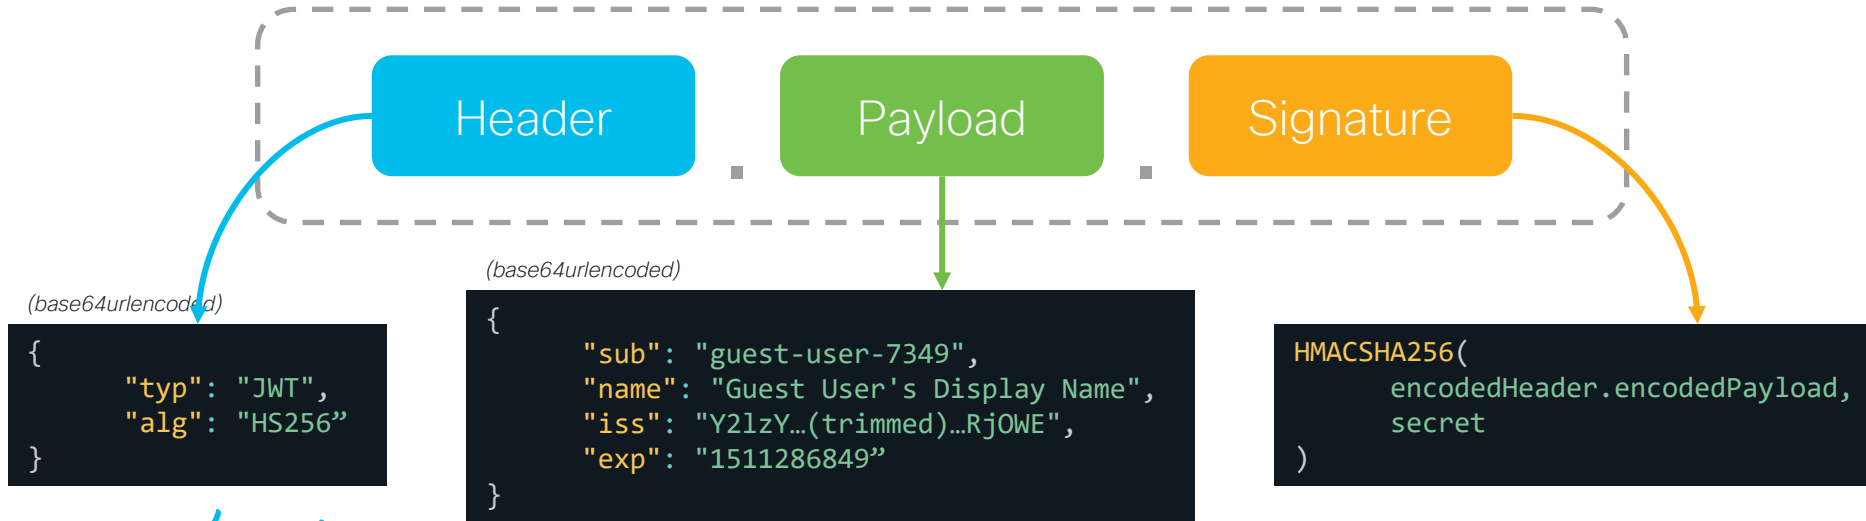 Header . Payload . Signature
(base64urlencoded)
{
"typ": "JWT",
"alg": "HS256”
}
(base64urlencoded)
{
"sub": "guest-user-7349",
"name": "Guest User's Display Name",
"iss": "Y2lzY…(trimmed)…RjOWE",
"exp": "1511286849”
}
HMACSHA256(
encodedHeader.encodedPayload,
secret
)